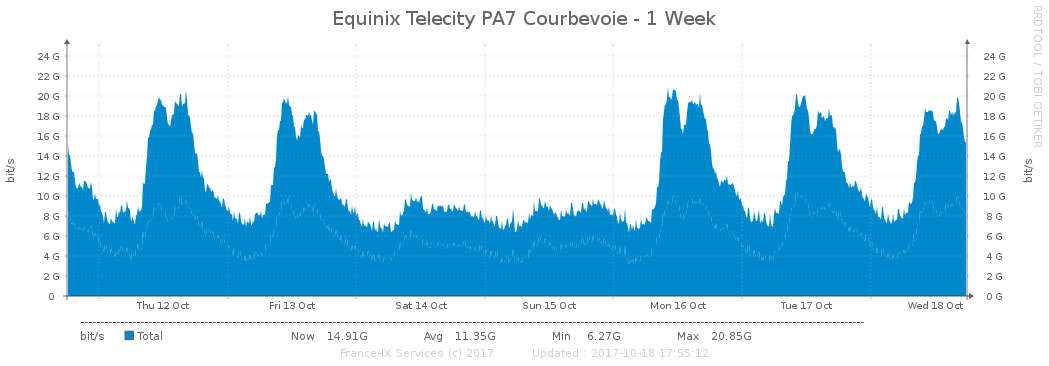 Equinix Telecity PA7 Courbevoie - 1 Week
RRDTOOL / TOBI OETIKER
bit/s
24 G 24 G
22 G 22 G
20 G 20 G
18 G 18 G
16 G 16 G
14 G 14 G
12 G 12 G
10 G 10 G
8 G 8 G
6 G 6 G
4 G 4 G
2 G 2 G
0 0 G
bit/s
Thu 12 Oct Fri 13 Oct Sat 14 Oct Sun 15 Oct Mon 16 Oct Tue 17 Oct Wed 18 Oct
bit/s Total Now 14.91G Avg 11.35G Min 6.27G Max 20.85G
France-IX Services (c) 2017 Updated : 2017-10-18 17:55:12